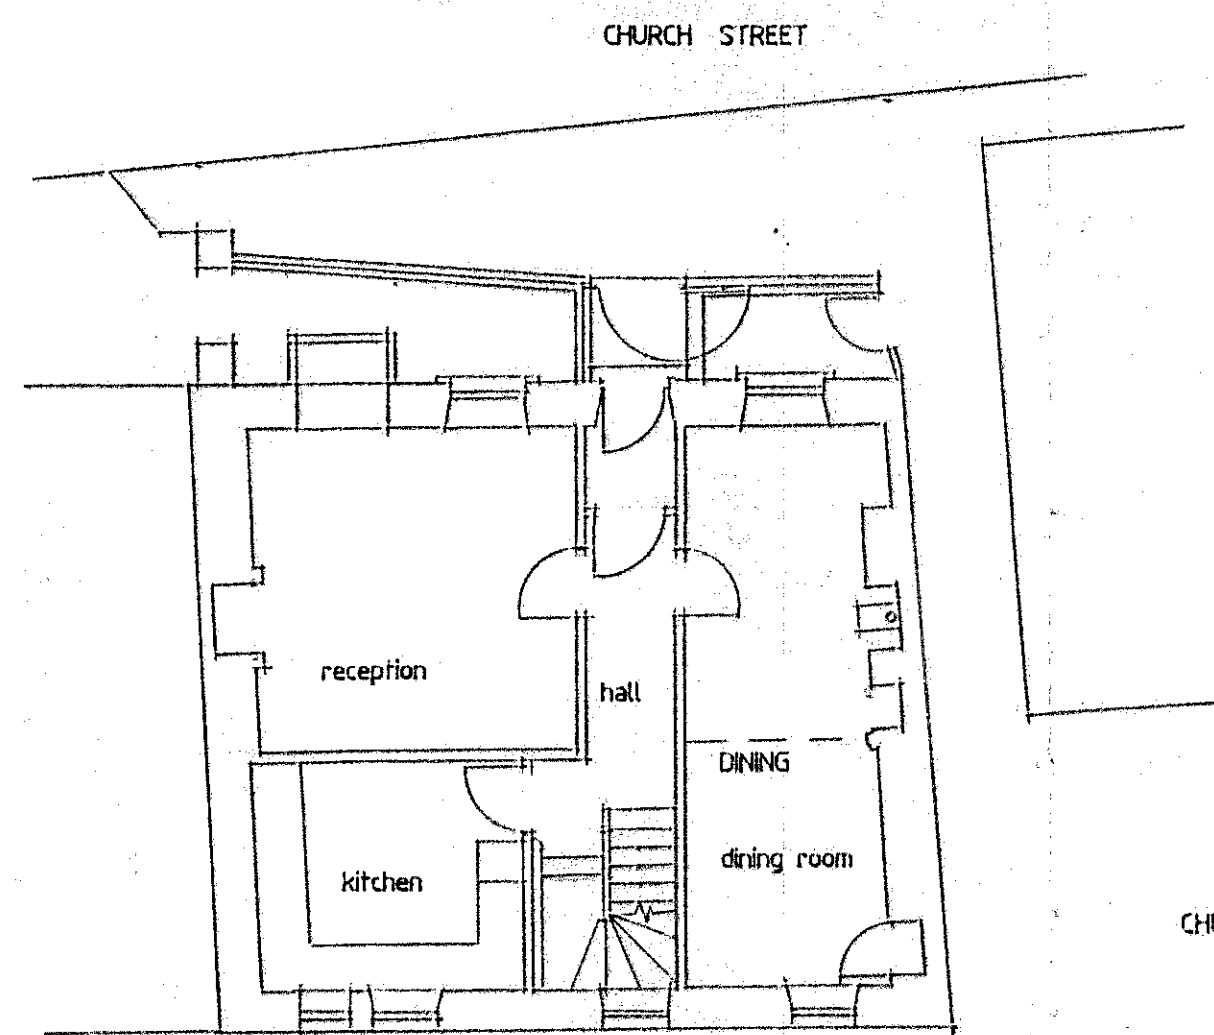 CHURCH STREET
reception
hall
DINING
dining room
kitchen